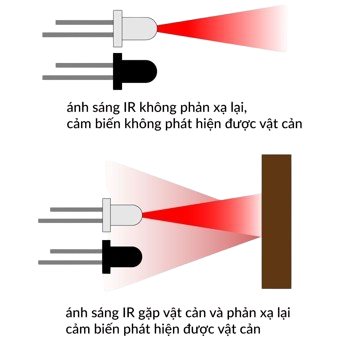 ánh sáng IR không phản xạ lại,
cảm biến không phát hiện được vật cản
ánh sáng IR gặp vật cản và phản xạ lại
cảm biến phát hiện được vật cản